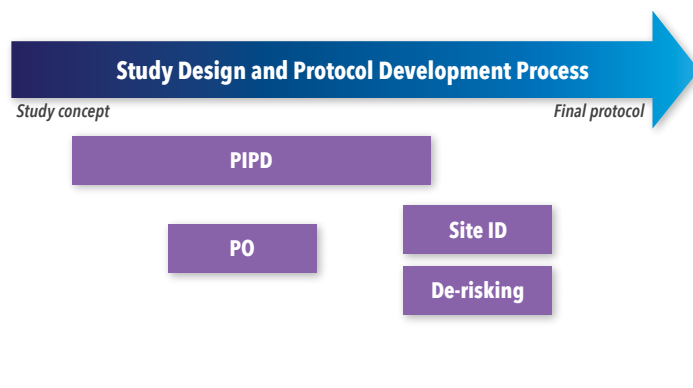 Study Design and Protocol Development Process
Study concept
Final protocol
PIPD
Site ID
PO
De-risking